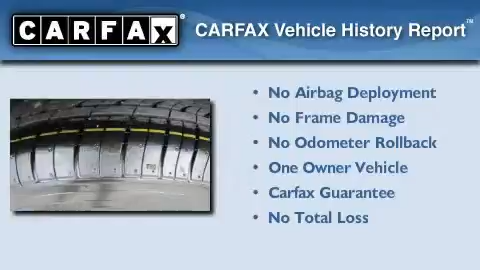 CARFAX® CARFAX Vehicle History Report™
• No Airbag Deployment
• No Frame Damage
• No Odometer Rollback
• One Owner Vehicle
• Carfax Guarantee
• No Total Loss